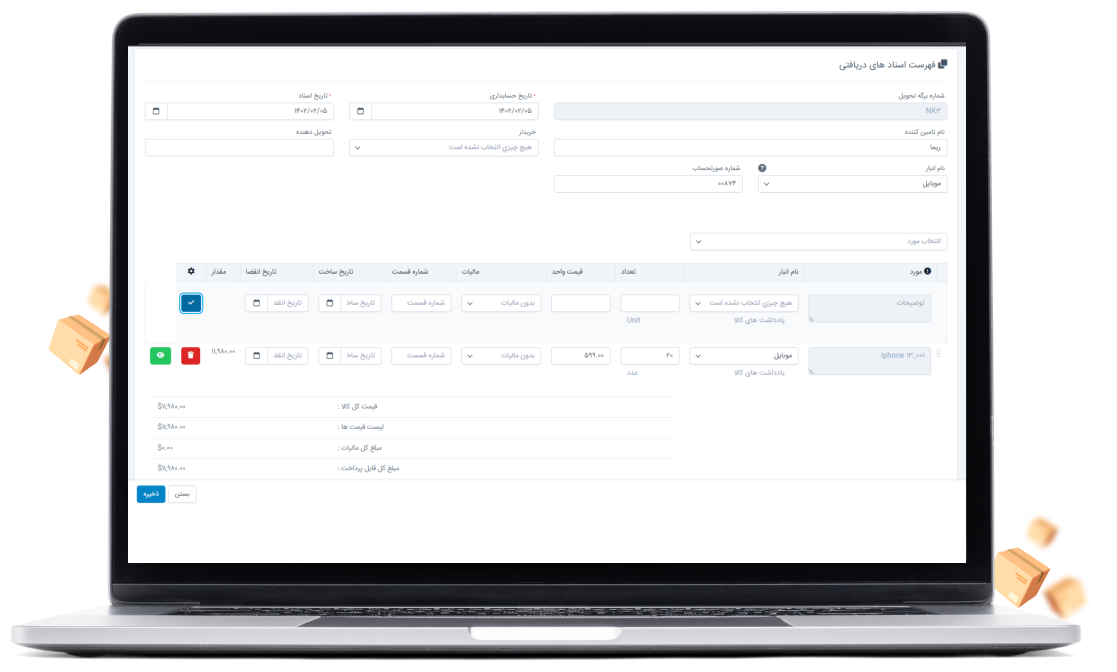 فهرست اسناد های دریافتی
شماره برگه تحویل
* تاریخ حسابداری
* تاریخ اسناد
NK۳
۱۴۰۲/۰۲/۰۵
۱۴۰۲/۰۲/۰۵
نام تامین کننده
خریدار
تحویل دهنده
ریما
هیچ چیزی انتخاب نشده است
نام انبار
شماره صورتحساب
موبایل
۰۰۸۷۴
انتخاب مورد
مورد
نام انبار
تعداد
قیمت واحد
مالیات
شماره قسمت
تاریخ ساخت
تاریخ انقضا
مقدار
توضیحات
هیچ چیزی انتخاب نشده است
بدون مالیات
شماره قسمت
تاریخ ساخ
تاریخ انقد
یادداشت های کالا
Unit
iphone ۱۳_۰۰۱
موبایل
۲۰
۵۹۹.۰۰
بدون مالیات
شماره قسمت
تاریخ ساخ
تاریخ انقد
۱۱,۹۸۰.۰۰
یادداشت های کالا
عدد
قیمت کل کالا :
$۱۱,۹۸۰.۰۰
لیست قیمت ها :
$۱۱,۹۸۰.۰۰
مبلغ کل مالیات :
$۰.۰۰
مبلغ کل قابل پرداخت :
$۱۱,۹۸۰.۰۰
بستن
ذخیره